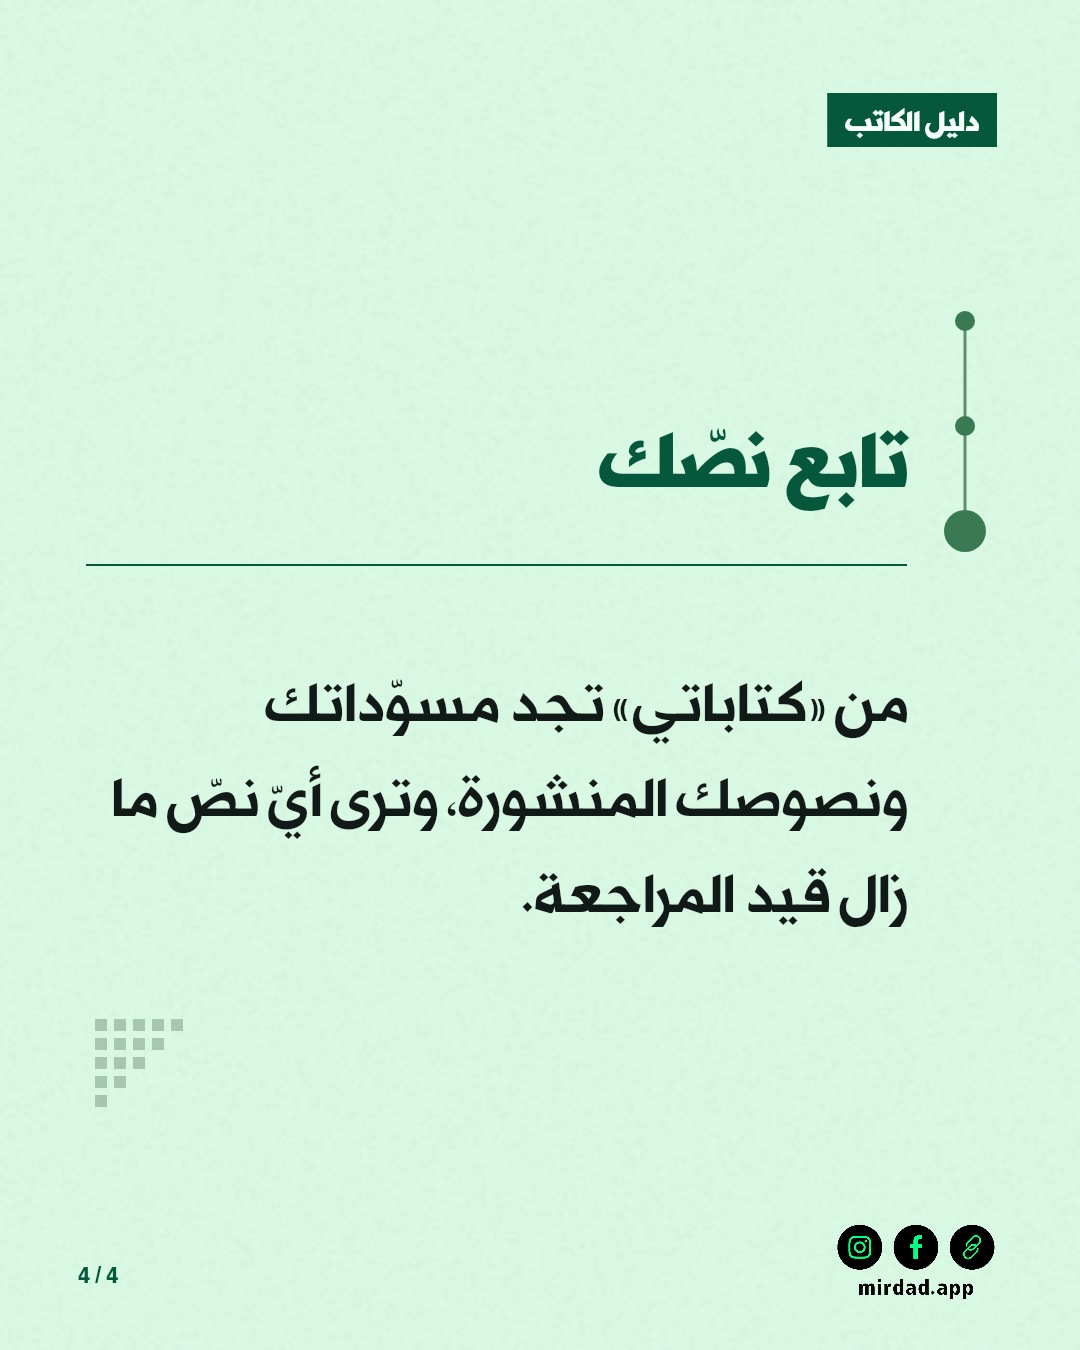 دليل الكاتب
تابع نصّك
من «كتاباتي» تجد مسوّداتك
ونصوصك المنشورة، وترى أيّ نصّ ما
زال قيد المراجعة.
mirdad.app
4 / 4